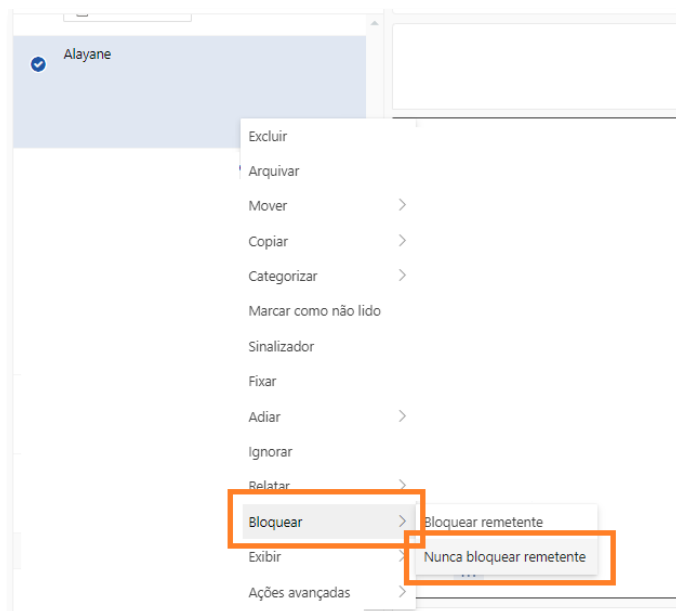 Alayane
Excluir
Arquivar
Mover
Copiar
Categorizar
Marcar como não lido
Sinalizador
Fixar
Adiar
Ignorar
Relatar
Bloquear
Bloquear remetente
Exibir
Nunca bloquear remetente
Ações avançadas